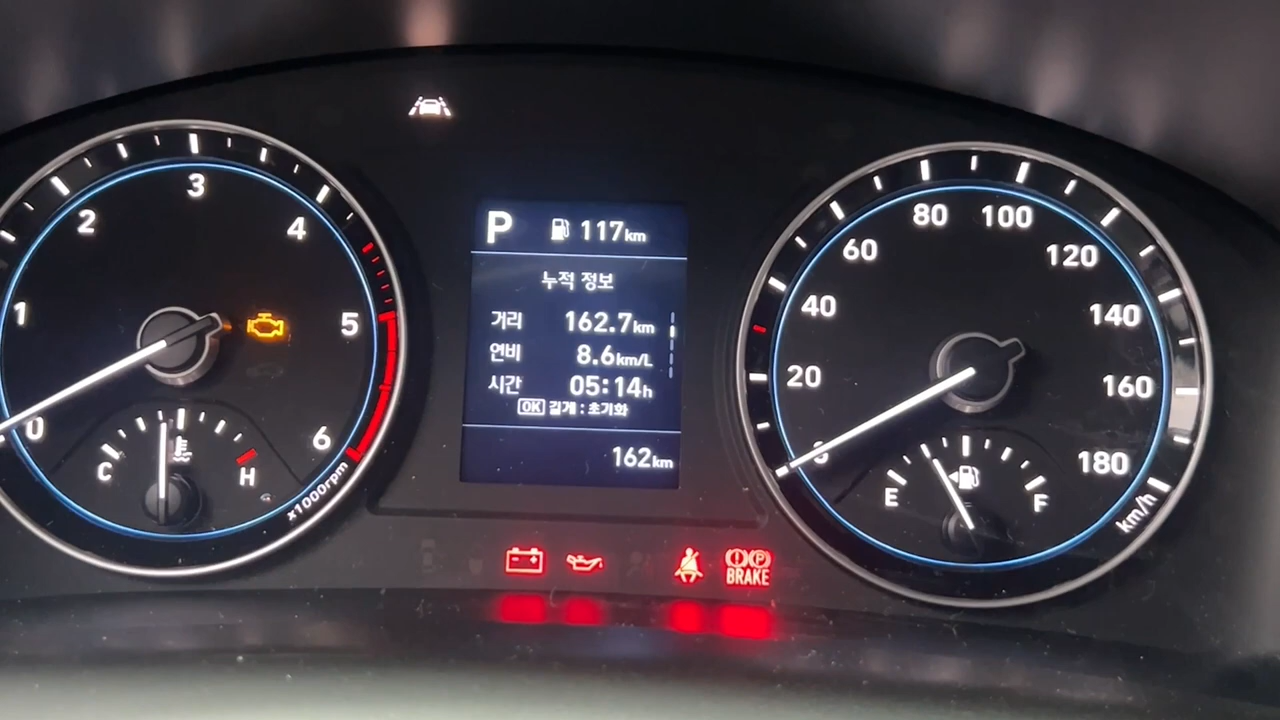 P 117km
누적 정보
거리 162.7km
연비 8.6km/L
시간 05:14h
OK 길게 : 초기화
162km
0
1
2
3
4
5
6
x1000rpm
C
H
0
20
40
60
80
100
120
140
160
180
km/h
E
F
P
BRAKE